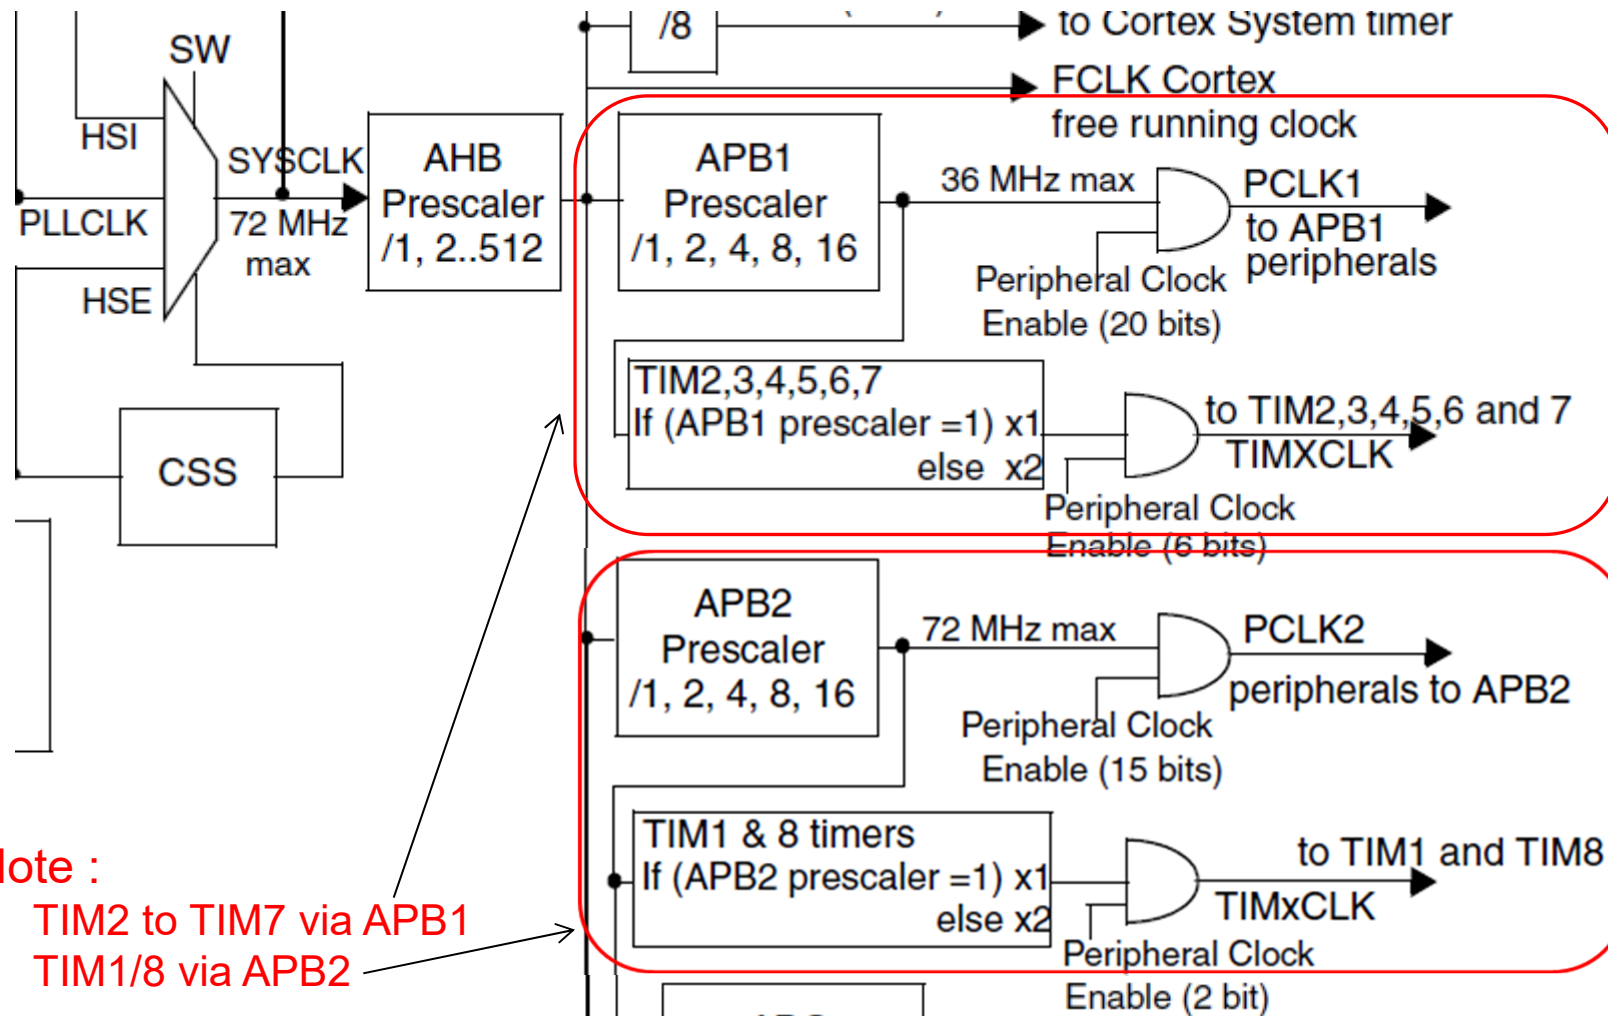 /8
to Cortex System timer
FCLK Cortex
free running clock
SW
HSI
SYSCLK
PLLCLK
72 MHz
max
HSE
AHB
Prescaler
/1, 2..512
APB1
Prescaler
/1, 2, 4, 8, 16
36 MHz max
PCLK1
to APB1
peripherals
Peripheral Clock
Enable (20 bits)
TIM2,3,4,5,6,7
If (APB1 prescaler =1) x1
else x2
to TIM2,3,4,5,6 and 7
TIMXCLK
Peripheral Clock
Enable (6 bits)
CSS
APB2
Prescaler
/1, 2, 4, 8, 16
72 MHz max
PCLK2
peripherals to APB2
Peripheral Clock
Enable (15 bits)
TIM1 & 8 timers
If (APB2 prescaler =1) x1
else x2
to TIM1 and TIM8
TIMxCLK
Peripheral Clock
Enable (2 bit)
lote :
TIM2 to TIM7 via APB1
TIM1/8 via APB2